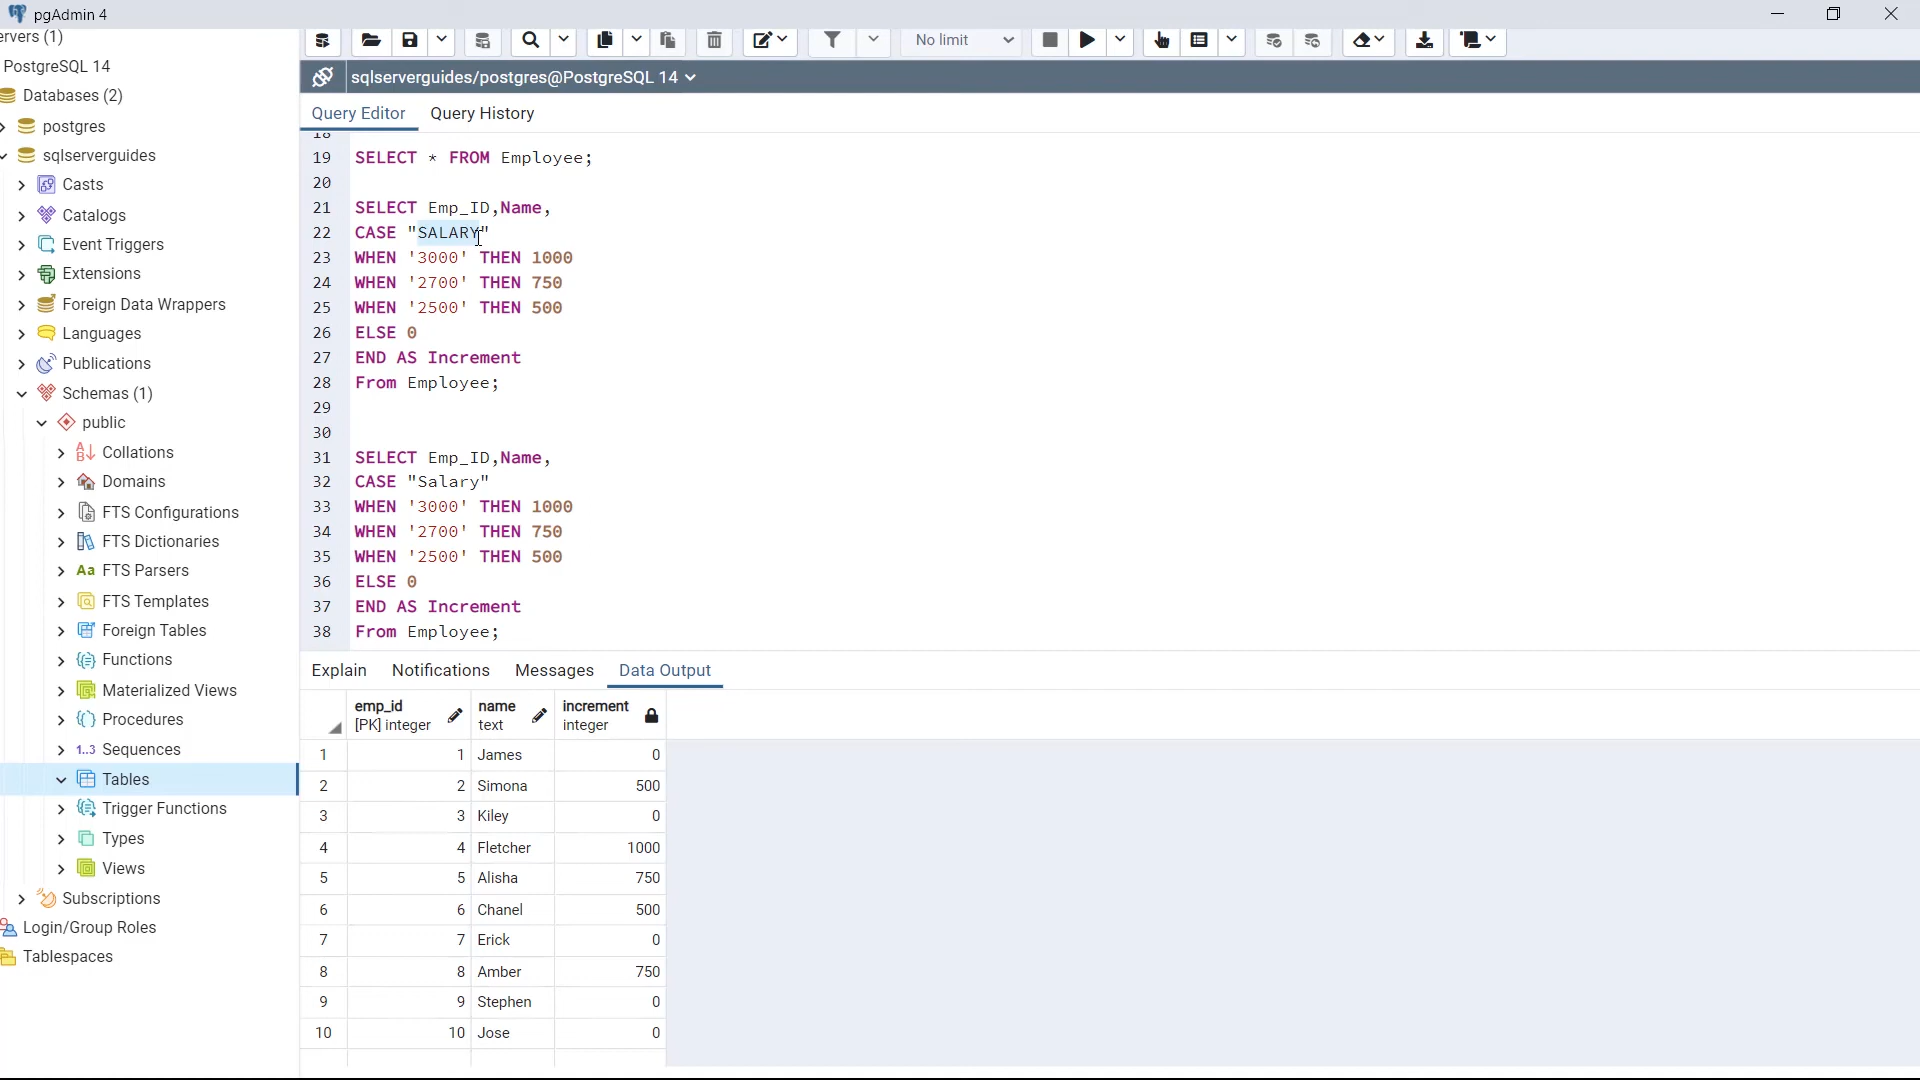 pgAdmin 4
ervers (1)
PostgreSQL 14
Databases (2)
postgres
sqlserverguides
Casts
Catalogs
Event Triggers
Extensions
Foreign Data Wrappers
Languages
Publications
Schemas (1)
public
Collations
Domains
FTS Configurations
FTS Dictionaries
Aa FTS Parsers
FTS Templates
Foreign Tables
Functions
Materialized Views
Procedures
1..3 Sequences
Tables
Trigger Functions
Types
Views
Subscriptions
Login/Group Roles
Tablespaces
No limit
sqlserverguides/postgres@PostgreSQL 14
Query Editor Query History
18
19 SELECT * FROM Employee;
20
21 SELECT Emp_ID,Name,
22 CASE "SALARY"
23 WHEN '3000' THEN 1000
24 WHEN '2700' THEN 750
25 WHEN '2500' THEN 500
26 ELSE 0
27 END AS Increment
28 From Employee;
29
30
31 SELECT Emp_ID,Name,
32 CASE "Salary"
33 WHEN '3000' THEN 1000
34 WHEN '2700' THEN 750
35 WHEN '2500' THEN 500
36 ELSE 0
37 END AS Increment
38 From Employee;
Explain Notifications Messages Data Output
emp_id name increment
[PK] integer text integer
1 1 James 0
2 2 Simona 500
3 3 Kiley 0
4 4 Fletcher 1000
5 5 Alisha 750
6 6 Chanel 500
7 7 Erick 0
8 8 Amber 750
9 9 Stephen 0
10 10 Jose 0